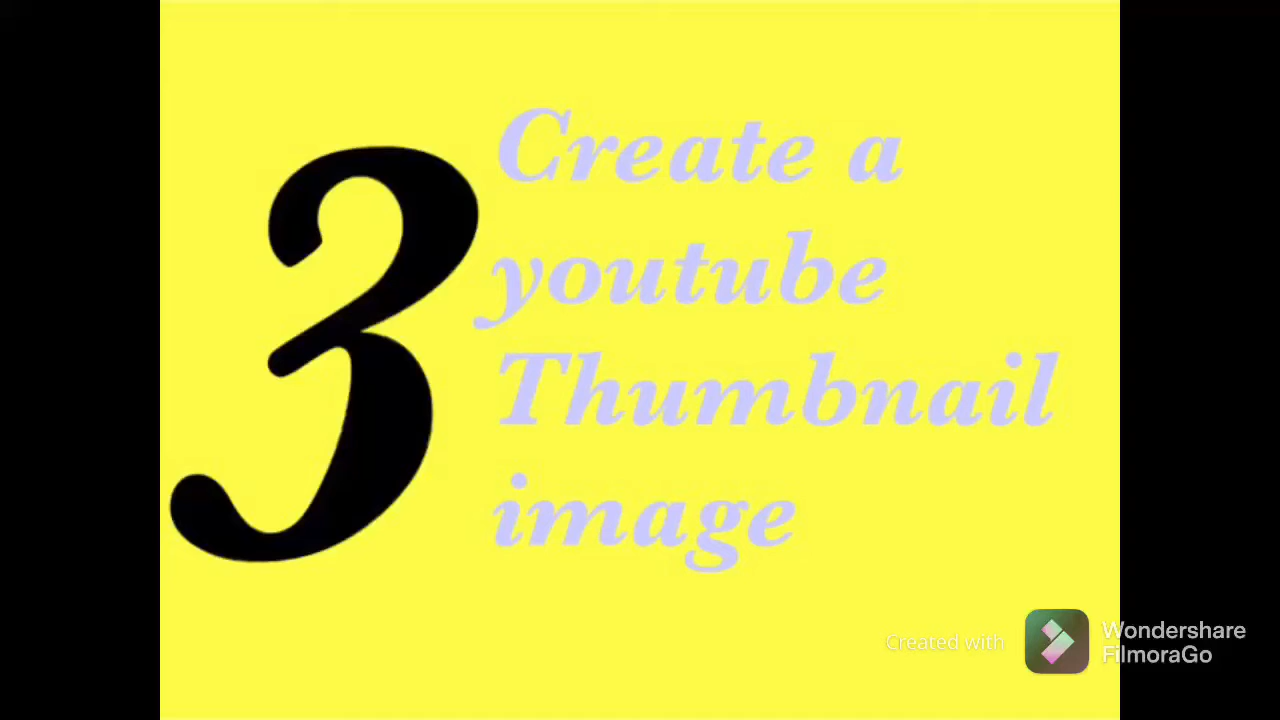 3
Create a
youtube
Thumbnail
image
Created with
Wondershare
FilmoraGo